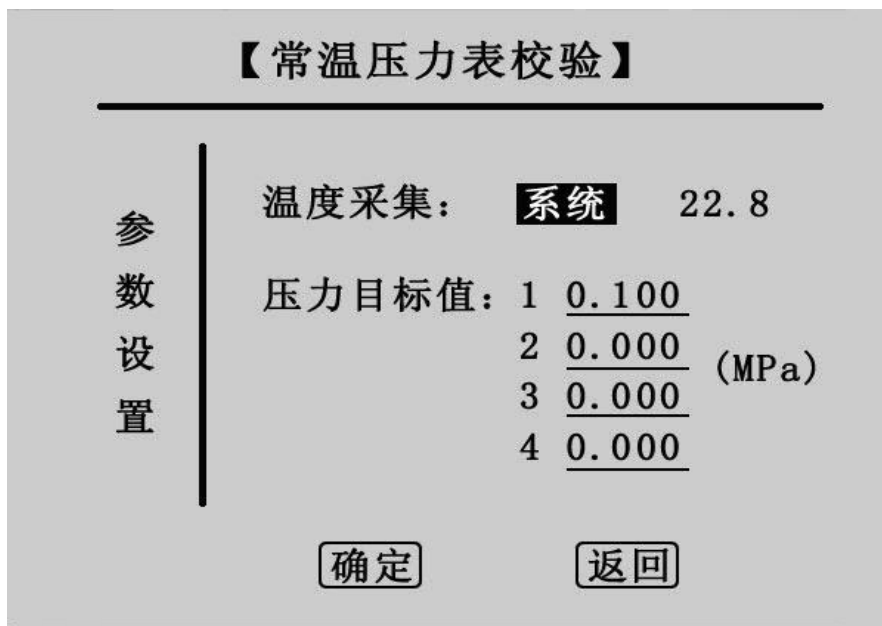 【常温压力表校验】
参数设置
温度采集： 系统 22.8
压力目标值：1 0.100
2 0.000
(MPa)
3 0.000
4 0.000
确定 返回